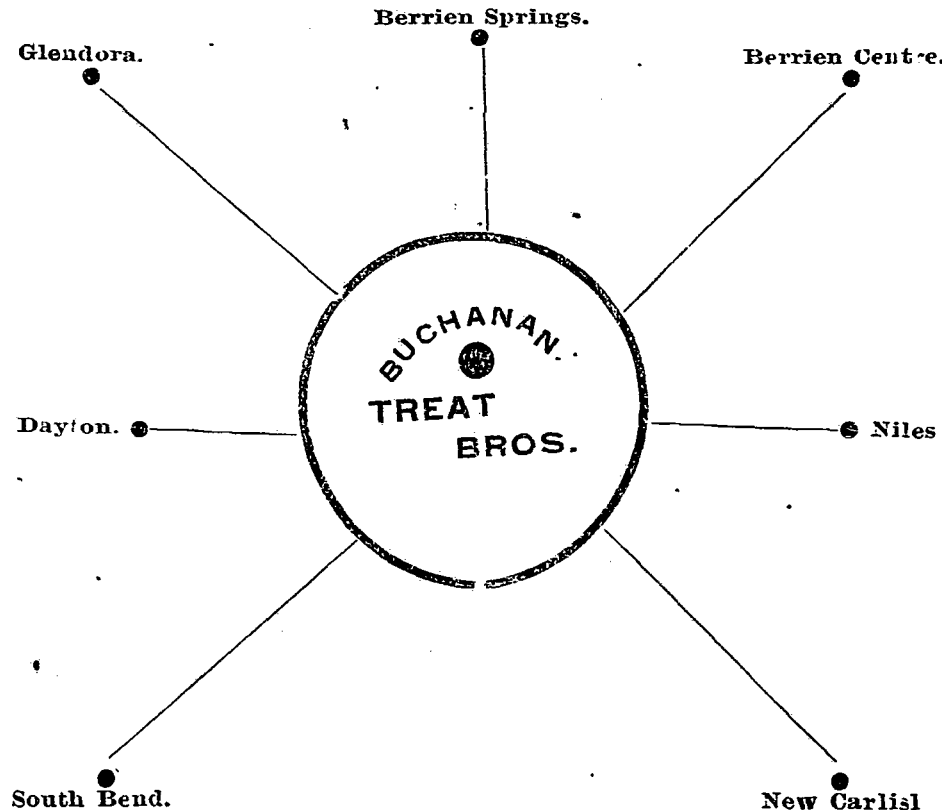 Berrien Springs.
Glendora.
Berrien Centre.
BUCHANAN.
TREAT
BROS.
Dayton.
Niles
South Bend.
New Carlisl